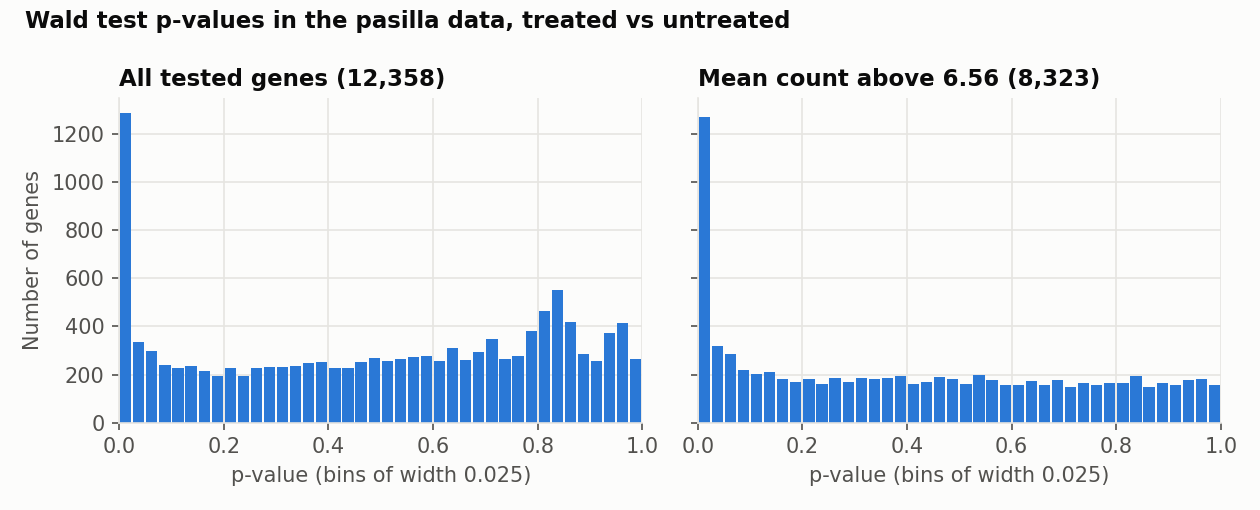 Wald test p-values in the pasilla data, treated vs untreated
All tested genes (12,358)
Mean count above 6.56 (8,323)
Number of genes
1200
1000
800
600
400
200
0
0.0 0.2 0.4 0.6 0.8 1.0
0.0 0.2 0.4 0.6 0.8 1.0
p-value (bins of width 0.025)
p-value (bins of width 0.025)